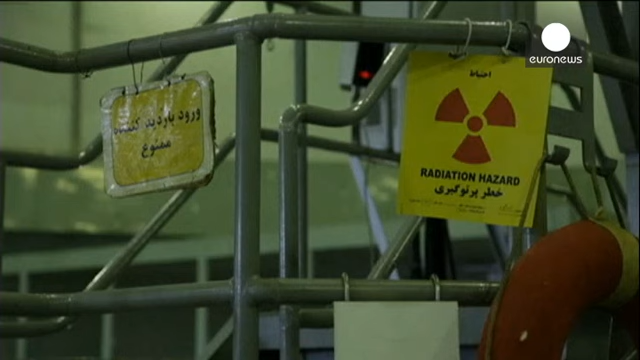 euronews
ورود بازدید کننده
ممنوع
احتیاط
RADIATION HAZARD
خطر پرتوگیری